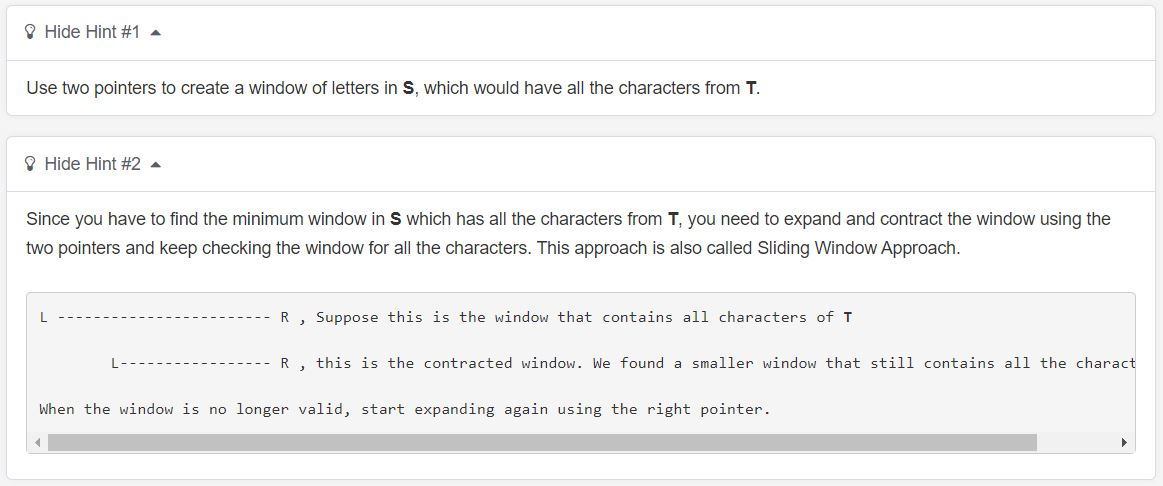 Hide Hint #1
Use two pointers to create a window of letters in S, which would have all the characters from T.
Hide Hint #2
Since you have to find the minimum window in S which has all the characters from T, you need to expand and contract the window using the
two pointers and keep checking the window for all the characters. This approach is also called Sliding Window Approach.
L ------------------------ R , Suppose this is the window that contains all characters of T
L----------------- R , this is the contracted window. We found a smaller window that still contains all the charact
When the window is no longer valid, start expanding again using the right pointer.